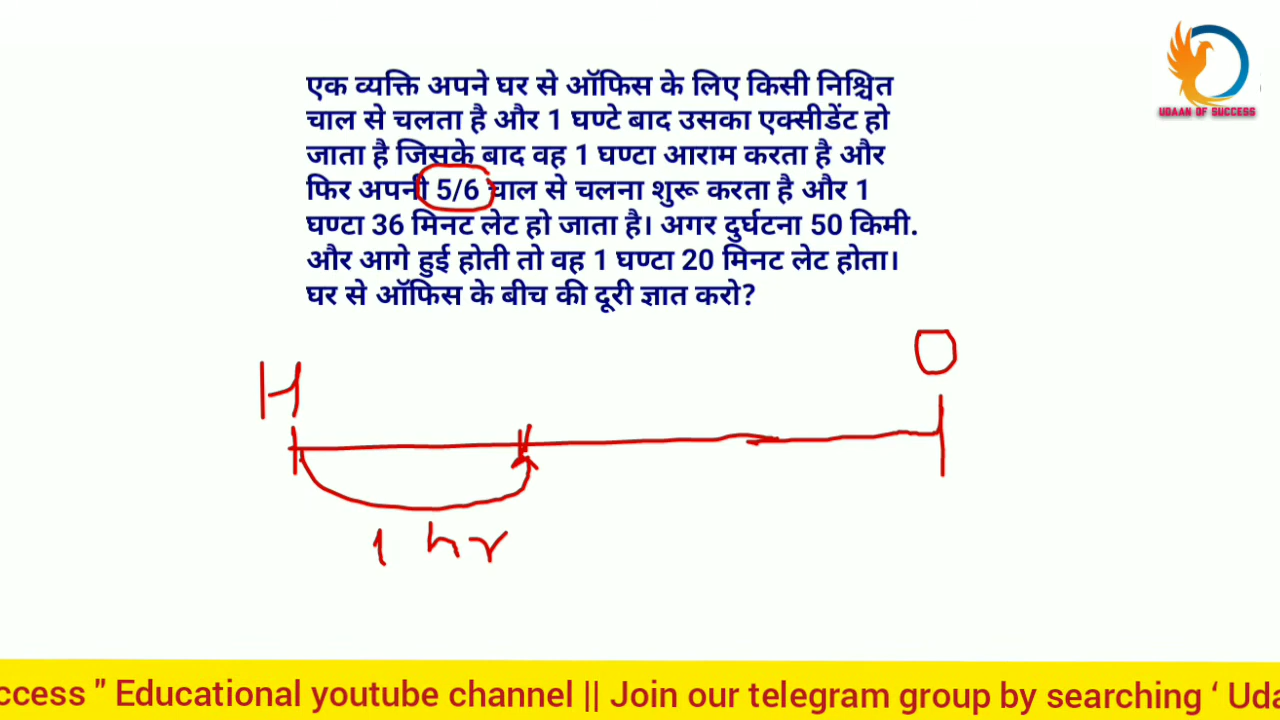 UDAAN OF SUCCESS
एक व्यक्ति अपने घर से ऑफिस के लिए किसी निश्चित
चाल से चलता है और 1 घण्टे बाद उसका एक्सीडेंट हो
जाता है जिसके बाद वह 1 घण्टा आराम करता है और
फिर अपनी 5/6 चाल से चलना शुरू करता है और 1
घण्टा 36 मिनट लेट हो जाता है। अगर दुर्घटना 50 किमी.
और आगे हुई होती तो वह 1 घण्टा 20 मिनट लेट होता।
घर से ऑफिस के बीच की दूरी ज्ञात करो?
H
O
1 hr
ccess " Educational youtube channel || Join our telegram group by searching ‘ Uda